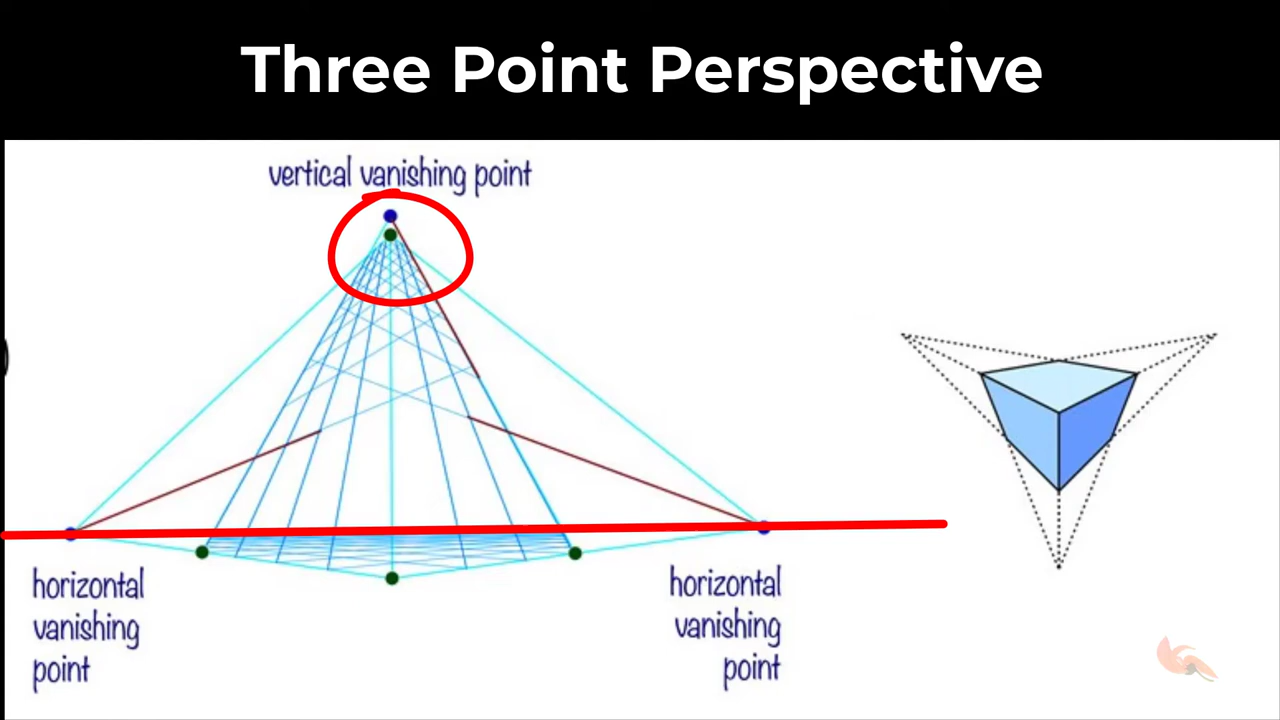 Three Point Perspective
vertical vanishing point
horizontal
vanishing
point
horizontal
vanishing
point